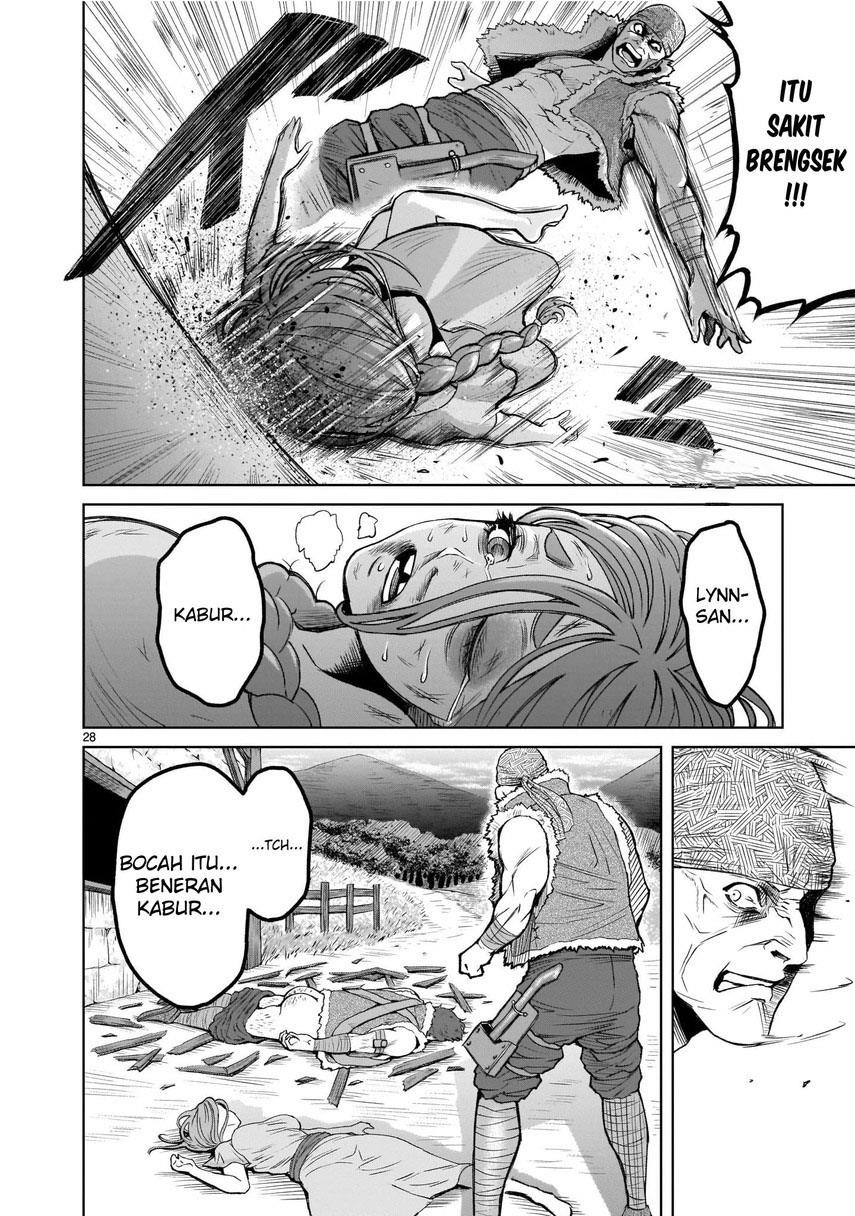 ITU
SAKIT
BRENGSEK
!!!
LYNN-
SAN...
KABUR...
28
...TCH...
BOCAH ITU...
BENERAN
KABUR...